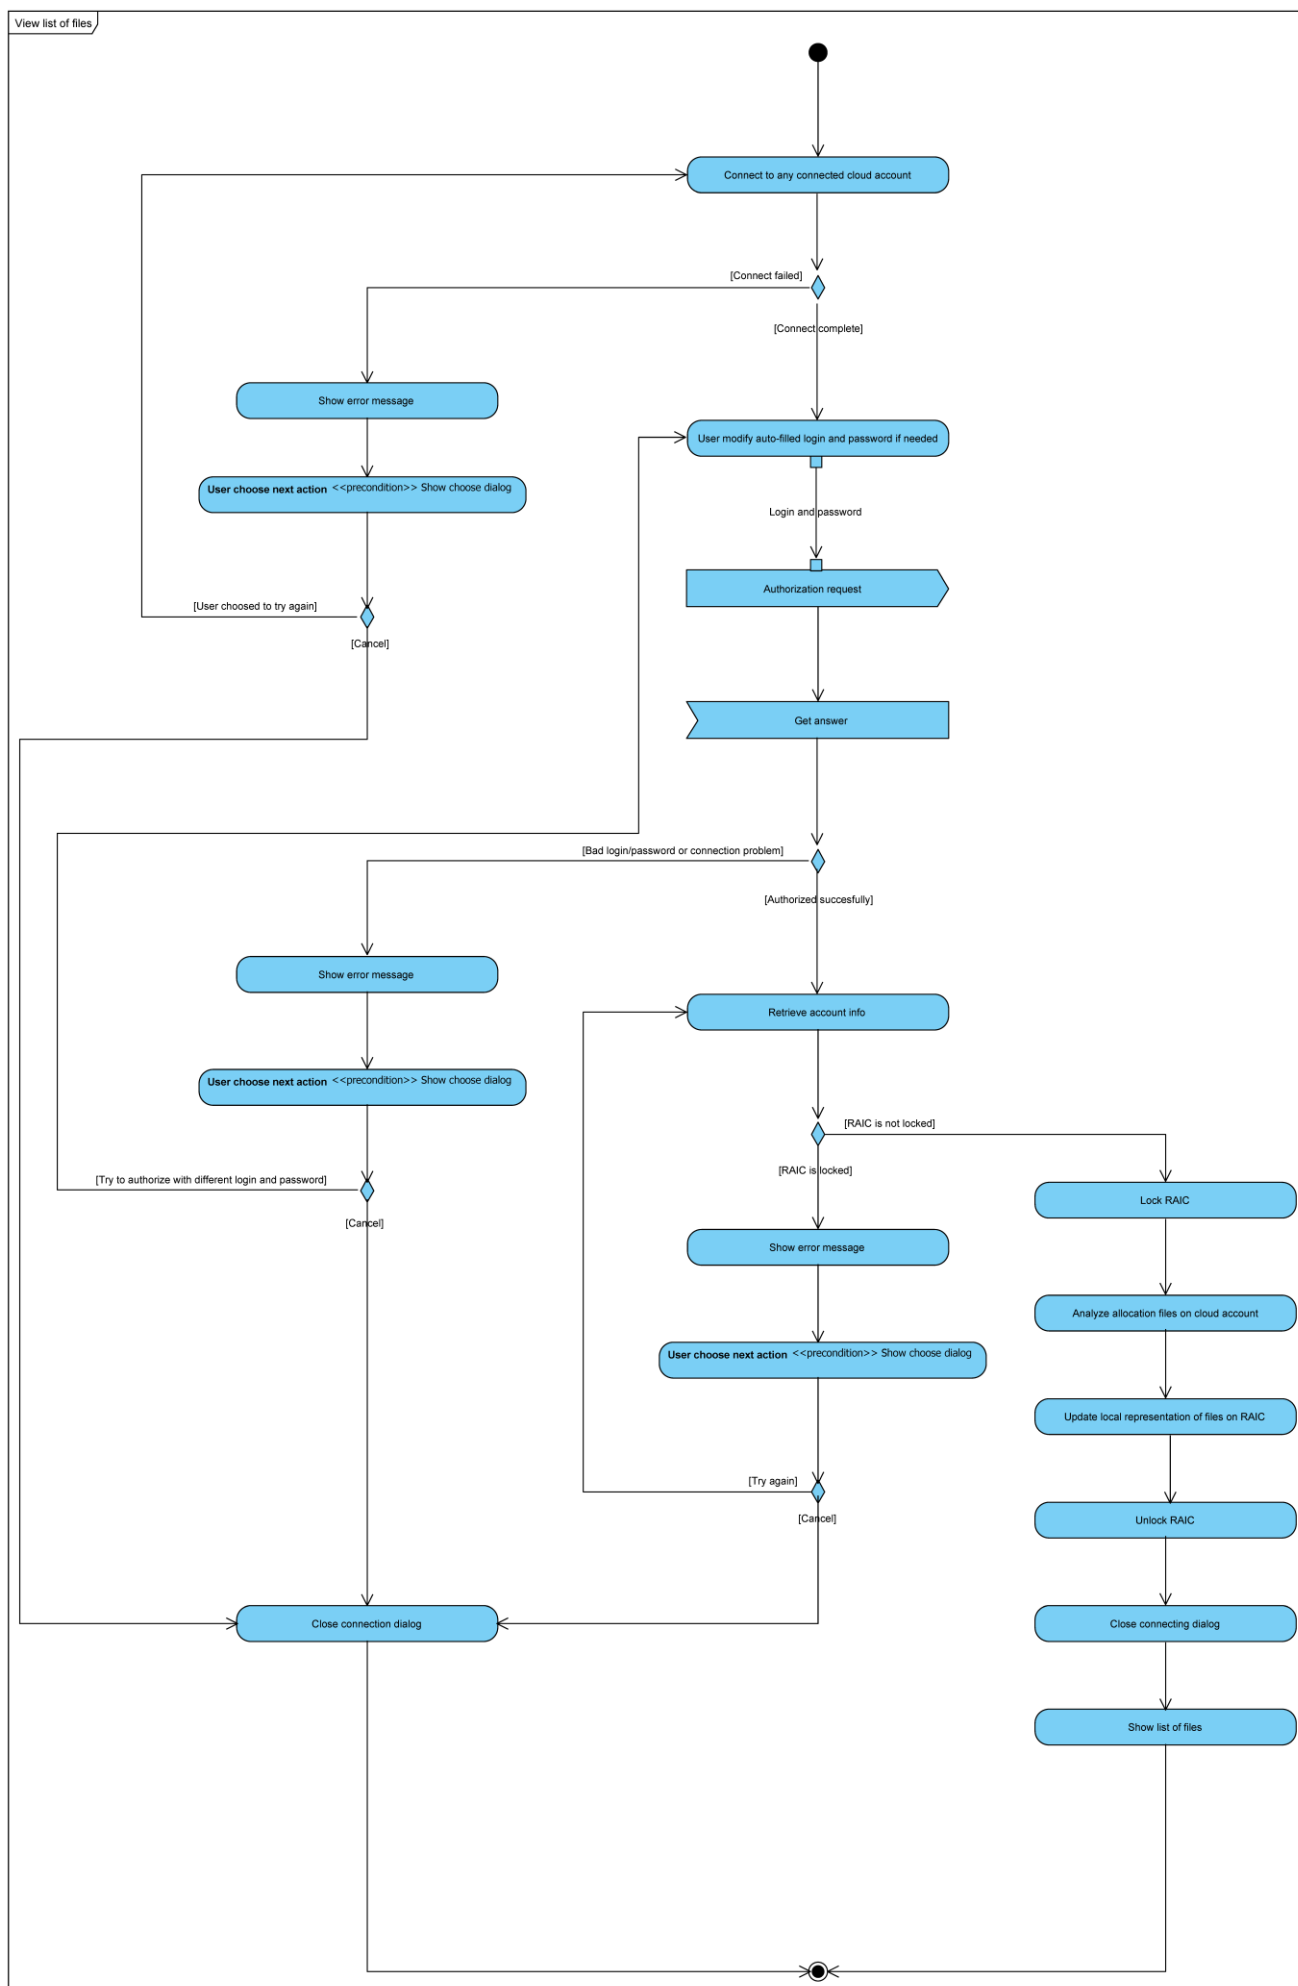 View list of files
Connect to any connected cloud account
[Connect failed]
[Connect complete]
Show error message
User modify auto-filled login and password if needed
User choose next action <<precondition>> Show choose dialog
Login and password
Authorization request
[User choosed to try again]
[Cancel]
Get answer
[Bad login/password or connection problem]
[Authorized succesfully]
Show error message
Retrieve account info
User choose next action <<precondition>> Show choose dialog
[RAIC is not locked]
[RAIC is locked]
[Try to authorize with different login and password]
Lock RAIC
[Cancel]
Show error message
Analyze allocation files on cloud account
User choose next action <<precondition>> Show choose dialog
Update local representation of files on RAIC
[Try again]
[Cancel]
Unlock RAIC
Close connection dialog
Close connecting dialog
Show list of files